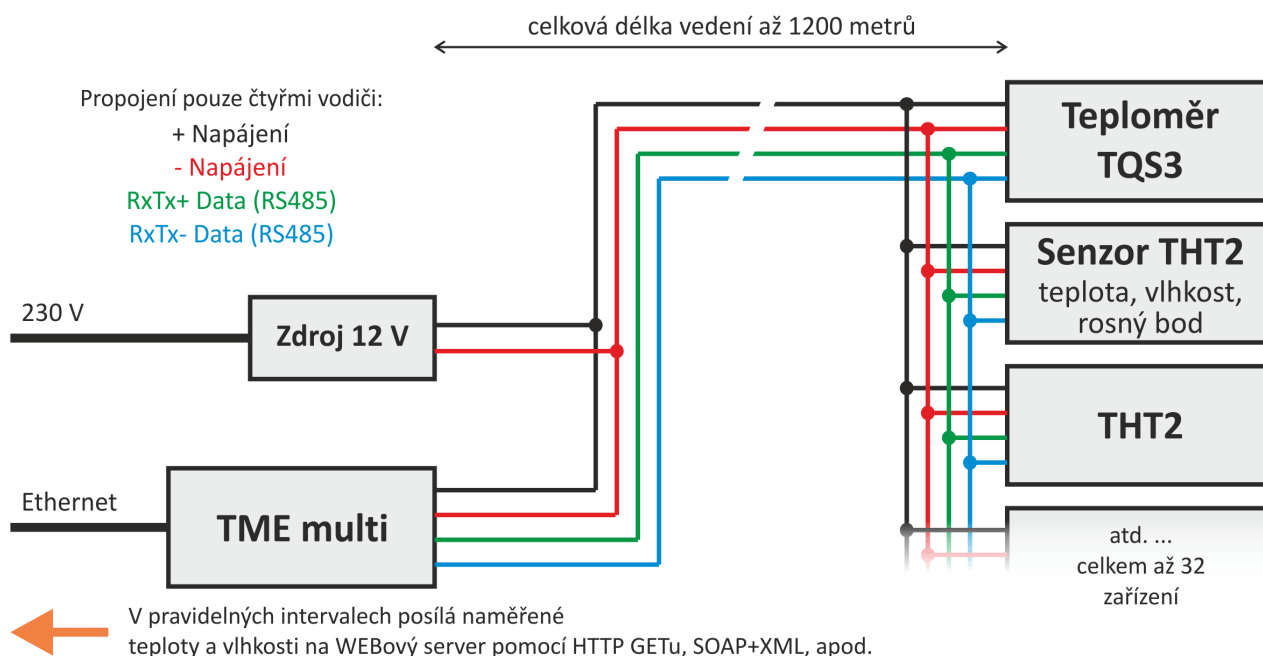 celková délka vedení až 1200 metrů
Propojení pouze čtyřmi vodiči:
+ Napájení
- Napájení
RxTx+ Data (RS485)
RxTx- Data (RS485)
Teploměr
TQS3
Senzor THT2
teplota, vlhkost,
rosný bod
230 V
Zdroj 12 V
THT2
Ethernet
TME multi
atd. ...
celkem až 32
zařízení
V pravidelných intervalech posílá naměřené
teploty a vlhkosti na WEBový server pomocí HTTP GETu, SOAP+XML, apod.